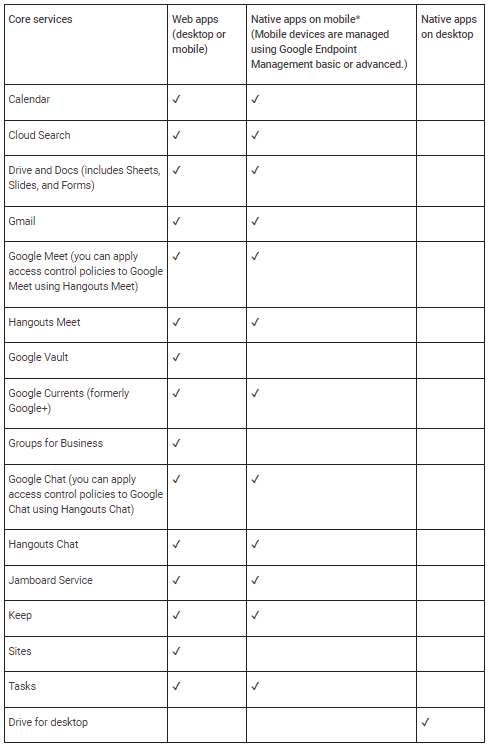 Core services
Web apps
(desktop or
mobile)
Native apps on mobile*
(Mobile devices are managed
using Google Endpoint
Management basic or advanced.)
Native apps
on desktop
Calendar ✓ ✓
Cloud Search ✓ ✓
Drive and Docs (includes Sheets, ✓ ✓
Slides, and Forms)
Gmail ✓ ✓
Google Meet (you can apply ✓ ✓
access control policies to Google
Meet using Hangouts Meet)
Hangouts Meet ✓ ✓
Google Vault ✓
Google Currents (formerly ✓ ✓
Google+)
Groups for Business ✓
Google Chat (you can apply ✓ ✓
access control policies to Google
Chat using Hangouts Chat)
Hangouts Chat ✓ ✓
Jamboard Service ✓ ✓
Keep ✓ ✓
Sites ✓
Tasks ✓ ✓
Drive for desktop ✓